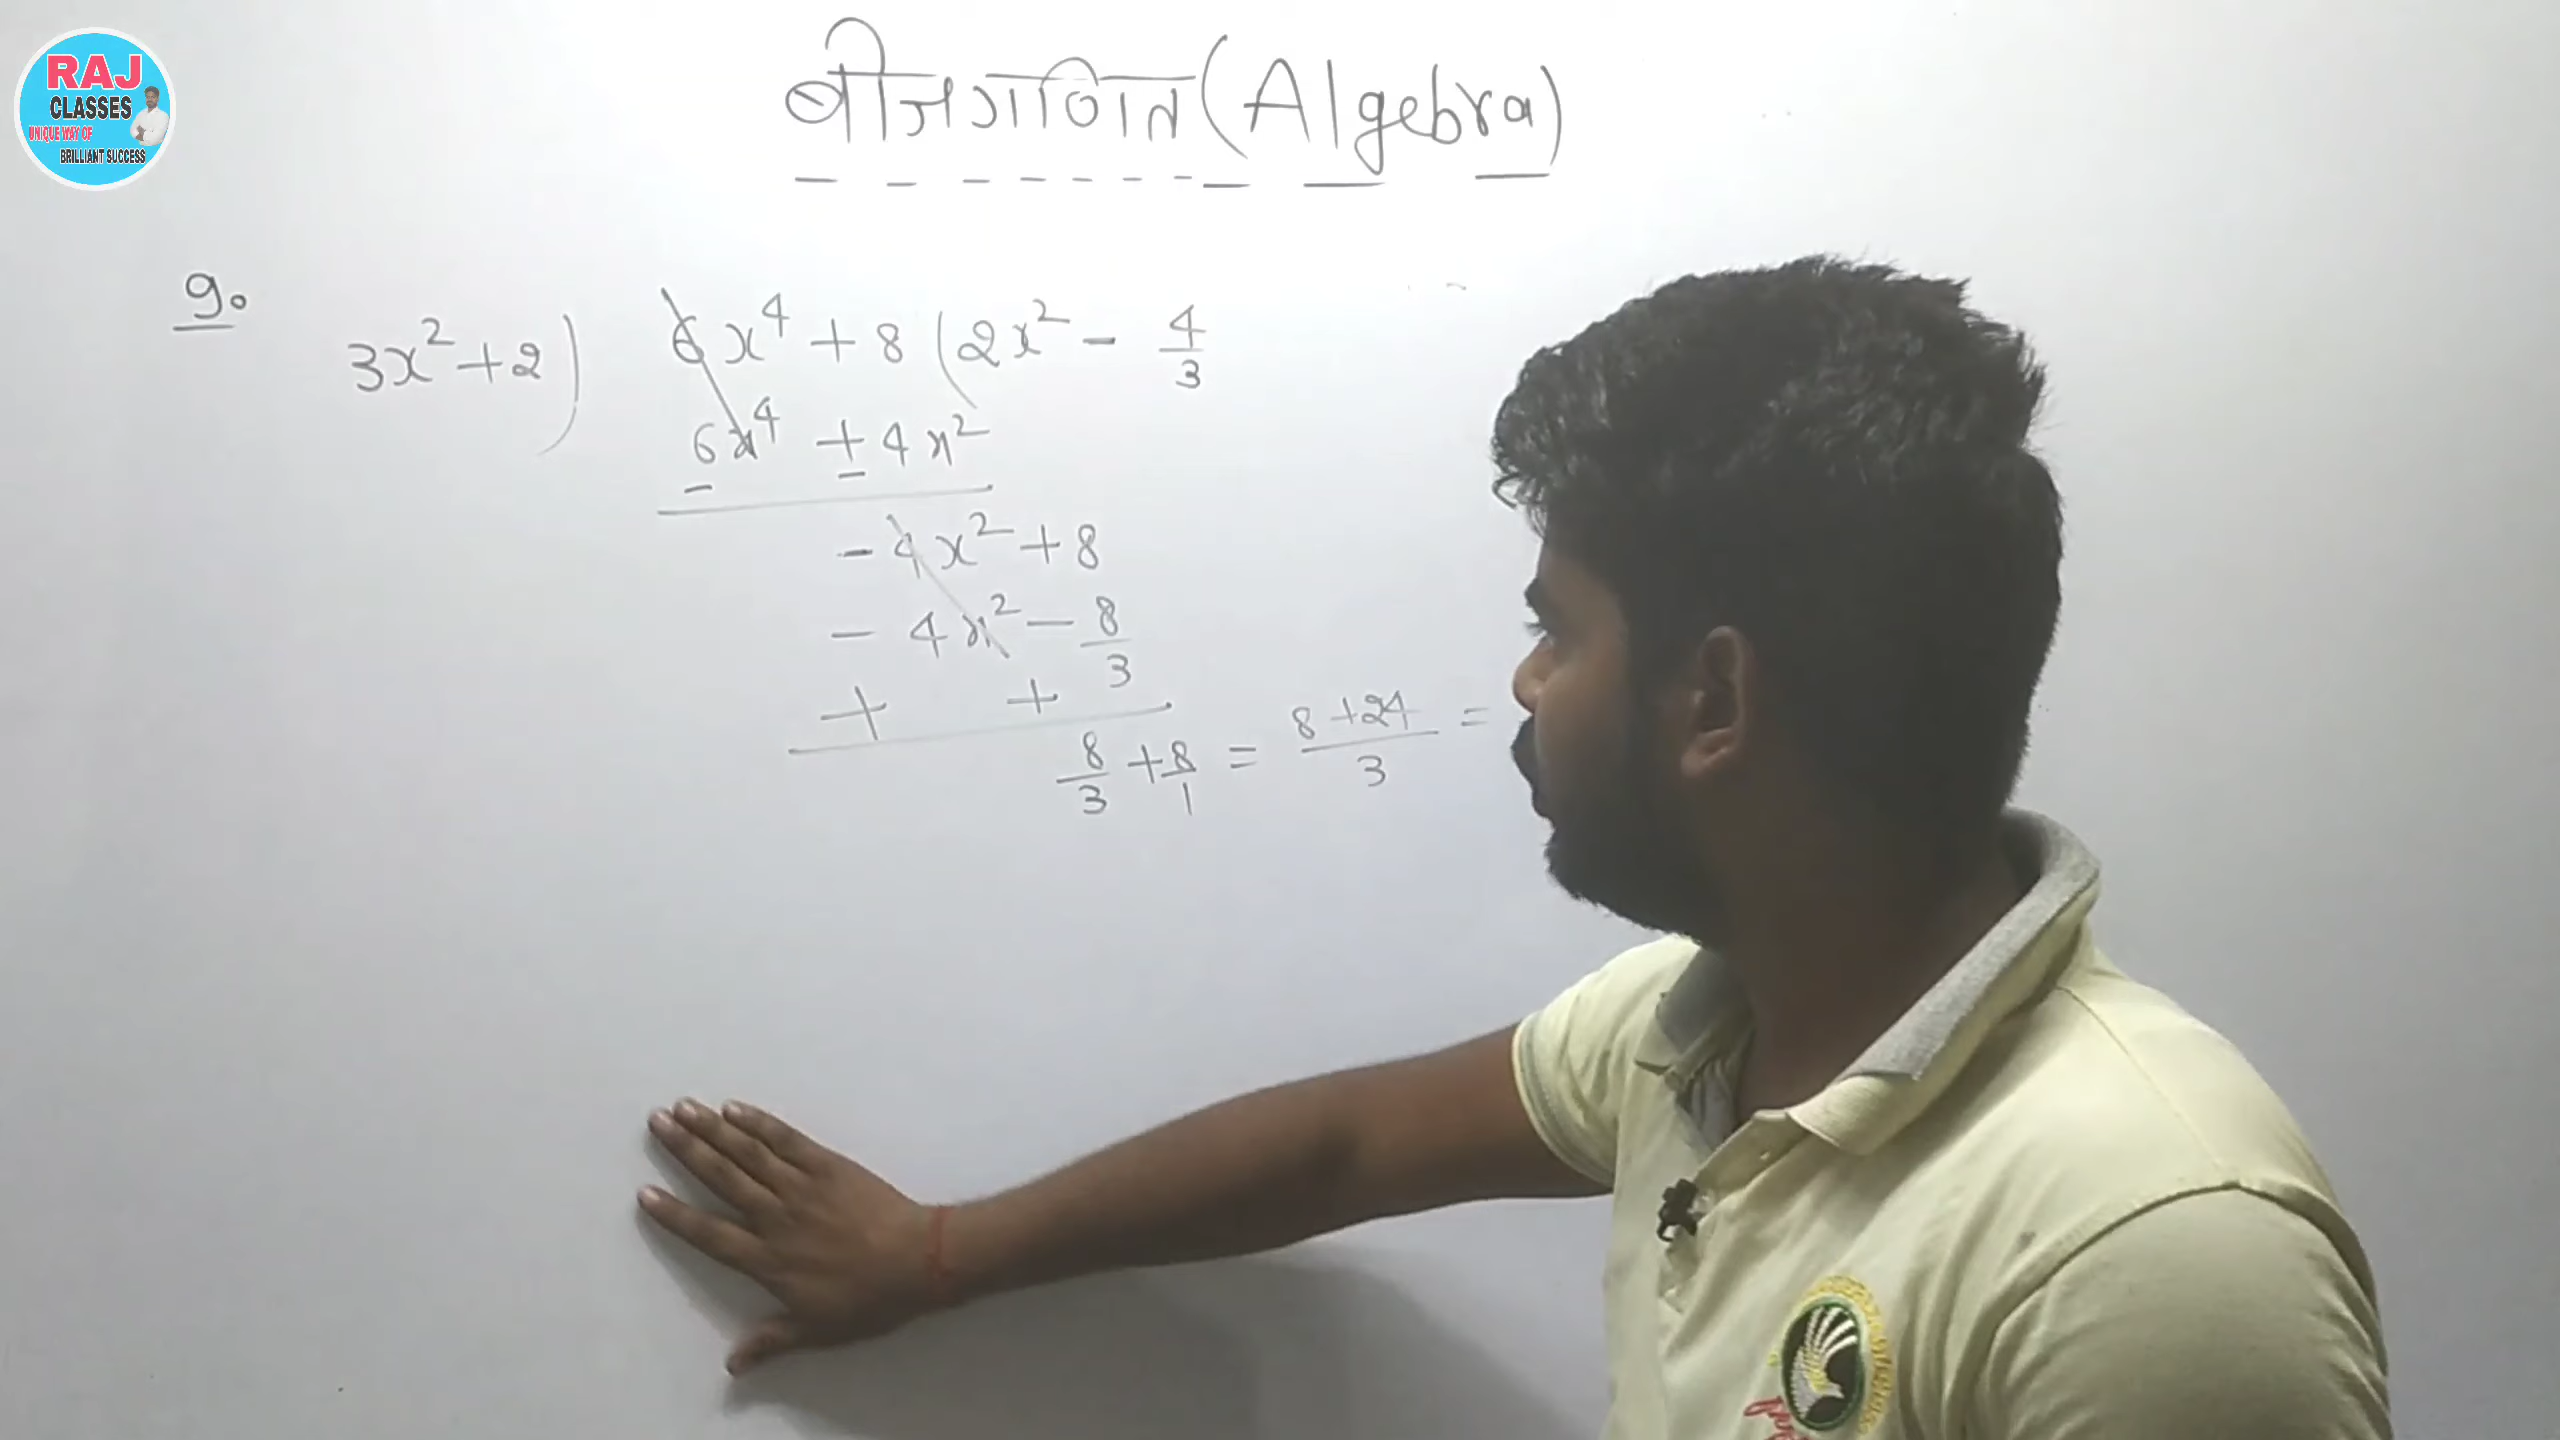 RAJ
CLASSES
UNIQUE WAY OF
BRILLIANT SUCCESS
बीजगणित (Algebra)
9.
3x²+2) 6x⁴+8(2x² - 4/3
6x⁴ + 4x²
- -
-4x²+8
-4x² - 8/3
+ +
8/3 + 8/1 = 8+24/3 =